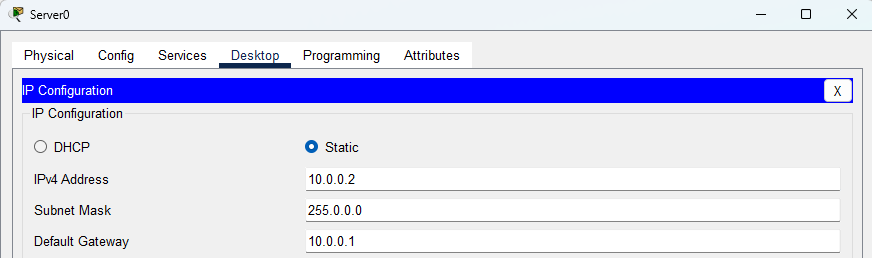 Server0
Physical Config Services Desktop Programming Attributes
IP Configuration X
IP Configuration
DHCP Static
IPv4 Address 10.0.0.2
Subnet Mask 255.0.0.0
Default Gateway 10.0.0.1